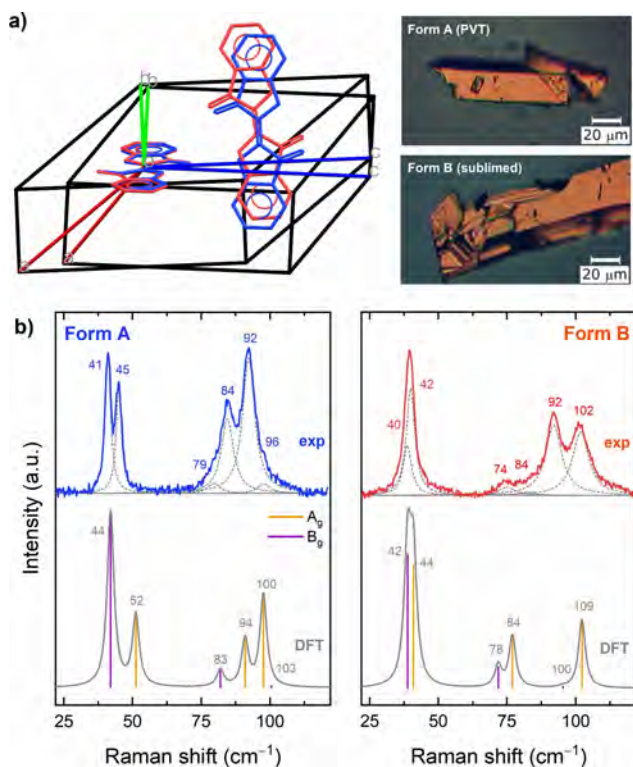 a)
Form A (PVT)
20 μm
Form B (sublimed)
20 μm
b)
Form A
41
45
92
84
79
96
exp
A_g
B_g
44
52
83
94
100
103
DFT
Form B
42
40
92
102
74
84
exp
42
44
78
84
100
109
DFT
Intensity (a.u.)
25 50 75 100
Raman shift (cm⁻¹)
25 50 75 100
Raman shift (cm⁻¹)